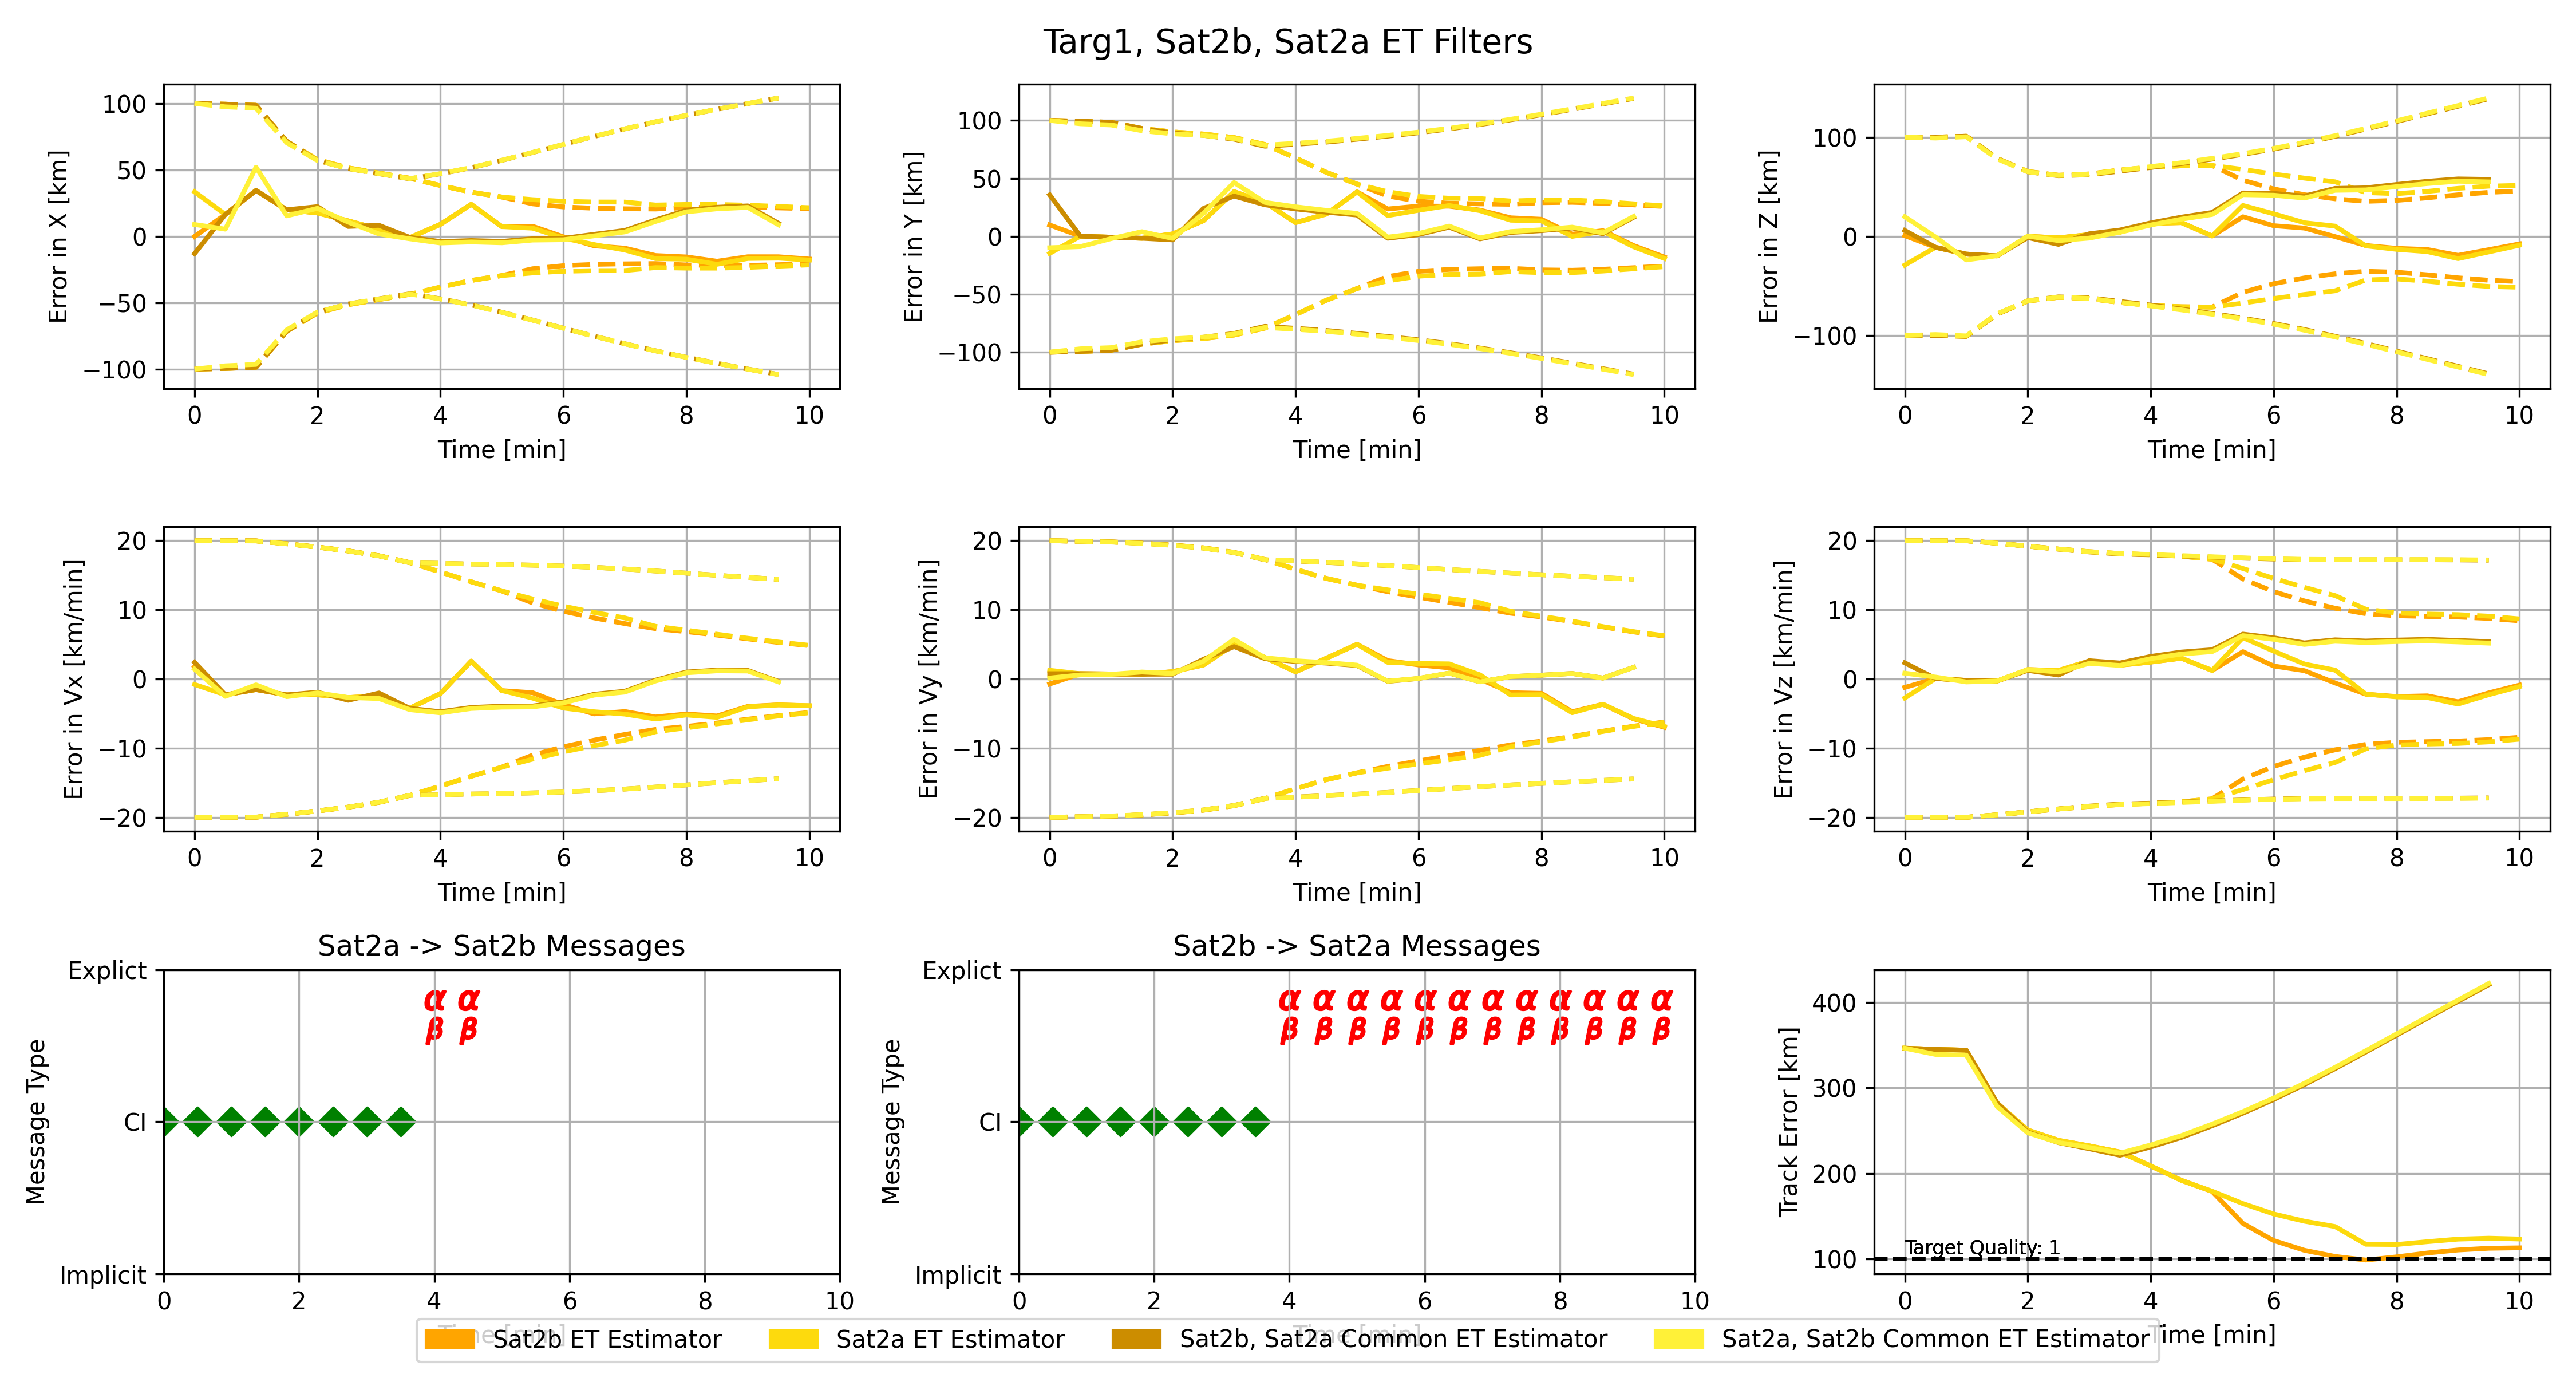 Targ1, Sat2b, Sat2a ET Filters
Error in X [km]
100
50
0
−50
−100
0 2 4 6 8 10
Time [min]
Error in Y [km]
100
50
0
−50
−100
0 2 4 6 8 10
Time [min]
Error in Z [km]
100
0
−100
0 2 4 6 8 10
Time [min]
Error in Vx [km/min]
20
10
0
−10
−20
0 2 4 6 8 10
Time [min]
Error in Vy [km/min]
20
10
0
−10
−20
0 2 4 6 8 10
Time [min]
Error in Vz [km/min]
20
10
0
−10
−20
0 2 4 6 8 10
Time [min]
Sat2a -> Sat2b Messages
Message Type
Explict
CI
Implicit
α α
β β
0 2 4 6 8 10
Time [min]
Sat2b -> Sat2a Messages
Message Type
Explict
CI
Implicit
α α α α α α α α α α α α
β β β β β β β β β β β β
0 2 4 6 8 10
Time [min]
Track Error [km]
400
300
200
100
Target Quality: 1
0 2 4 6 8 10
Time [min]
Sat2b ET Estimator
Sat2a ET Estimator
Sat2b, Sat2a Common ET Estimator
Sat2a, Sat2b Common ET Estimator